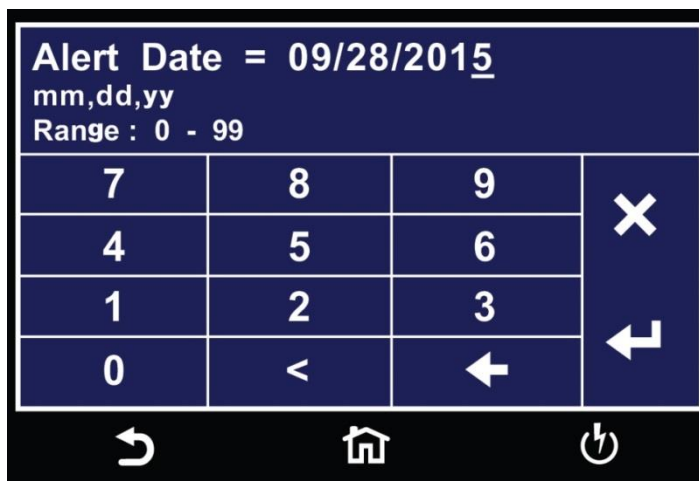 Alert Date = 09/28/2015
mm,dd,yy
Range : 0 - 99
7 8 9
4 5 6
1 2 3
0 <